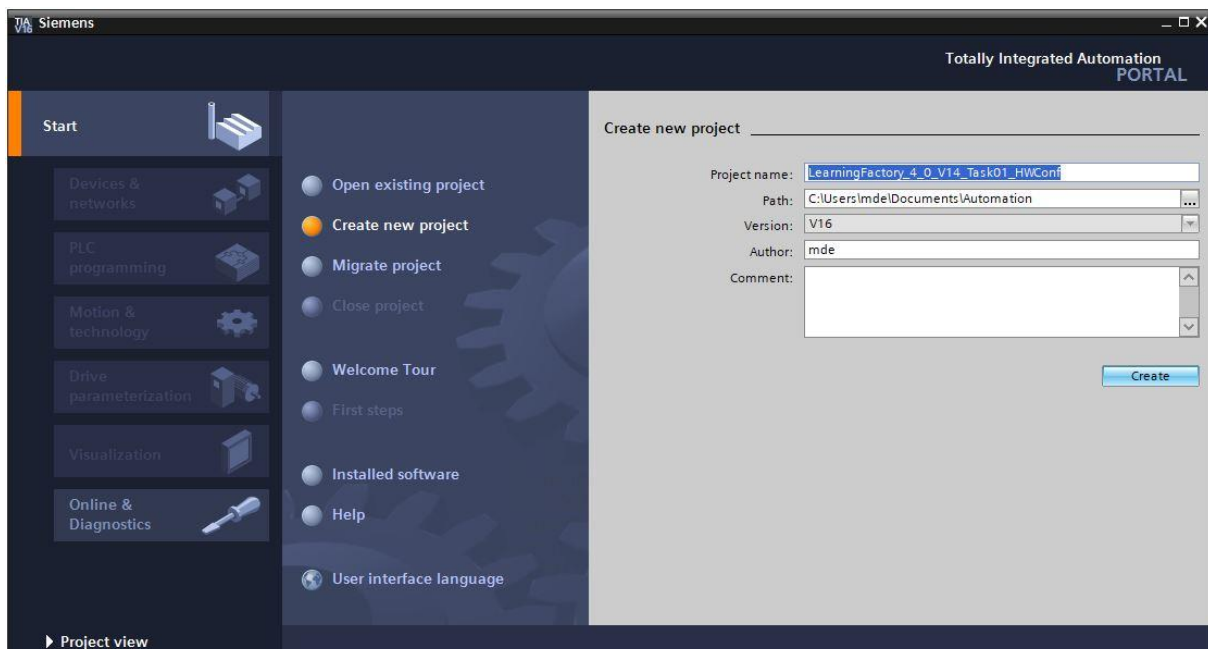 TIA
V16
Siemens
Totally Integrated Automation
PORTAL
Start
Devices &
networks
PLC
programming
Motion &
technology
Drive
parameterization
Visualization
Online &
Diagnostics
Project view
Open existing project
Create new project
Migrate project
Close project
Welcome Tour
First steps
Installed software
Help
User interface language
Create new project
Project name: LearningFactory_4_0_V14_Task01_HWConf
Path: C:\Users\mde\Documents\Automation ...
Version: V16
Author: mde
Comment:
Create